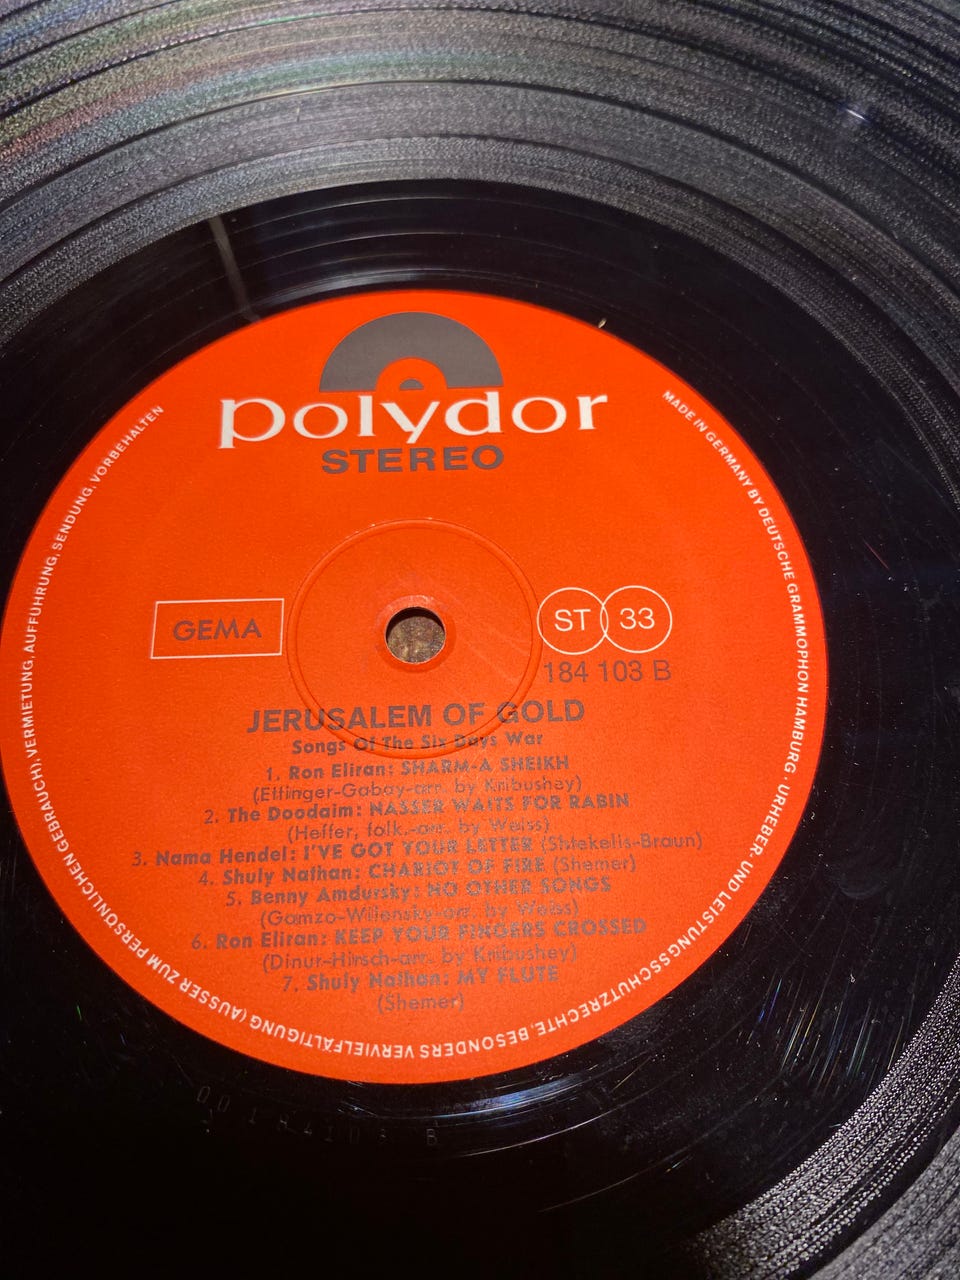 polydor
STEREO
GEMA
ST 33
184 103 B
JERUSALEM OF GOLD
Songs Of The Six Days War
1. Ron Eliran: SHARM-A SHEIKH
(Ettinger-Gabay-arr. by Knibushey)
2. The Doodaim: NASSER WAITS FOR RABIN
(Heffer, folk.-arr. by Weiss)
3. Nama Hendel: I'VE GOT YOUR LETTER (Shtekelis-Braun)
4. Shuly Nathan: CHARIOT OF FIRE (Shemer)
5. Benny Amdursky: NO OTHER SONGS
(Gamzo-Wilensky-arr. by Weiss)
6. Ron Eliran: KEEP YOUR FINGERS CROSSED
(Dinur-Hirsch-arr. by Knibushey)
7. Shuly Nathan: MY FLUTE
(Shemer)
MADE IN GERMANY BY DEUTSCHE GRAMMOPHON HAMBURG · URHEBER- UND LEISTUNGSSCHUTZRECHTE, BESONDERS VERVIELFÄLTIGUNG (AUSSER ZUM PERSÖNLICHEN GEBRAUCH), VERMIETUNG, AUFFÜHRUNG, SENDUNG, VORBEHALTEN
00184103 B